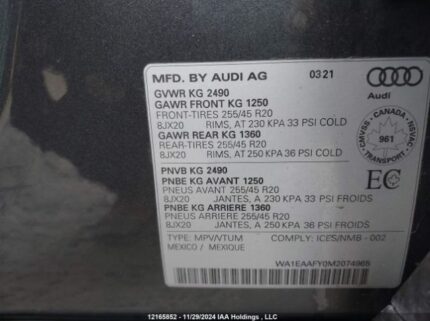 MFD. BY AUDI AG 03 21
GVWR KG 2490
GAWR FRONT KG 1250
FRONT-TIRES 255/45 R20
8JX20 RIMS, AT 230 KPA 33 PSI COLD
GAWR REAR KG 1360
REAR-TIRES 255/45 R20
8JX20 RIMS, AT 250 KPA 36 PSI COLD
PNVB KG 2490
PNBE KG AVANT 1250
PNEUS AVANT 255/45 R20
8JX20 JANTES, A 230 KPA 33 PSI FROIDS
PNBE KG ARRIERE 1360
PNEUS ARRIERE 255/45 R20
8JX20 JANTES, A 250 KPA 36 PSI FROIDS
TYPE: MPV/VTUM COMPLY: ICES/NMB - 002
MEXICO / MEXIQUE
WA1EAAFY0M2074965
Audi
CMVSS - CANADA - NSVAC
961
TRANSPORT
EC
12165852 - 11/29/2024 IAA Holdings , LLC